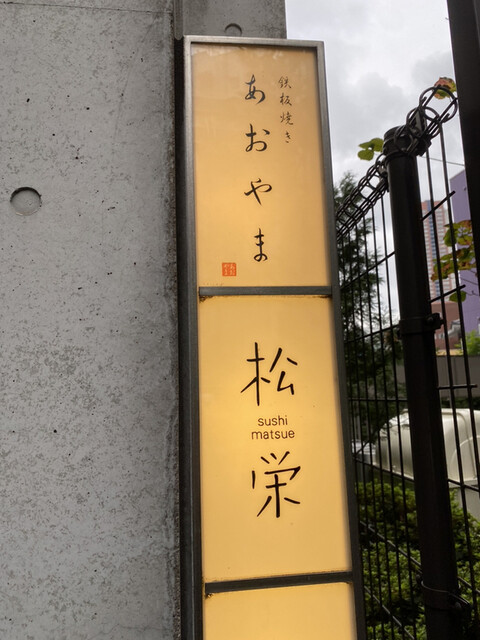 鉄板焼き
あおやま
松
sushi
matsue
栄